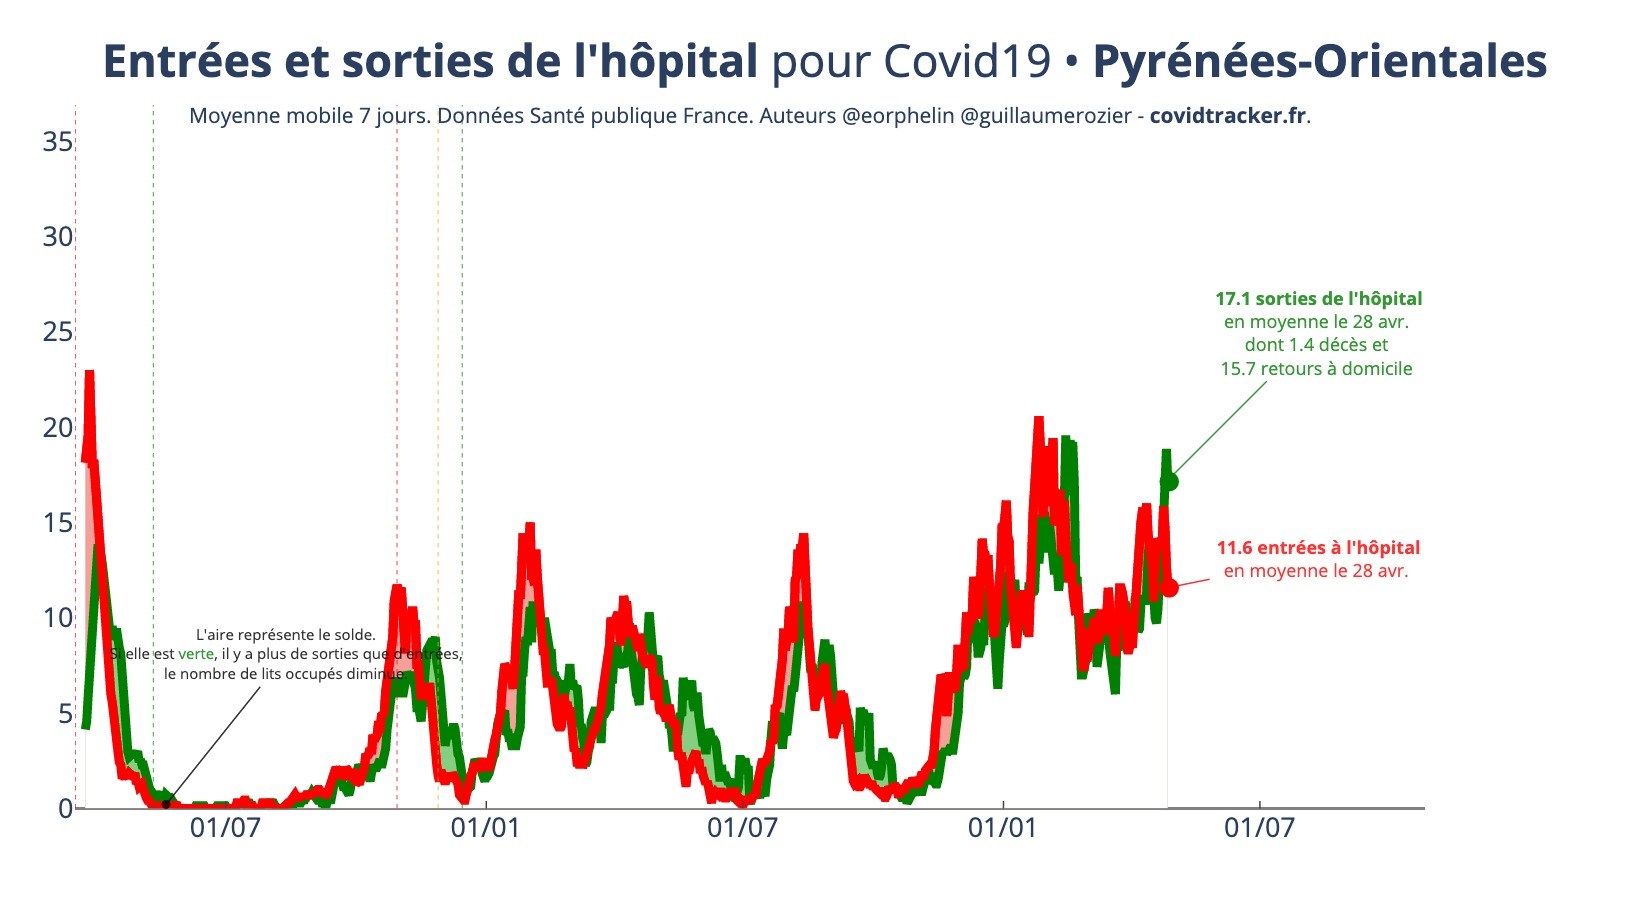 Entrées et sorties de l'hôpital pour Covid19 • Pyrénées-Orientales
Moyenne mobile 7 jours. Données Santé publique France. Auteurs @eorphelin @guillaumerozier - covidtracker.fr.
35
30
25
20
15
10
5
0
17.1 sorties de l'hôpital
en moyenne le 28 avr.
dont 1.4 décès et
15.7 retours à domicile
11.6 entrées à l'hôpital
en moyenne le 28 avr.
L'aire représente le solde.
Si elle est verte, il y a plus de sorties que d'entrées,
le nombre de lits occupés diminue.
01/07
01/01
01/07
01/01
01/07